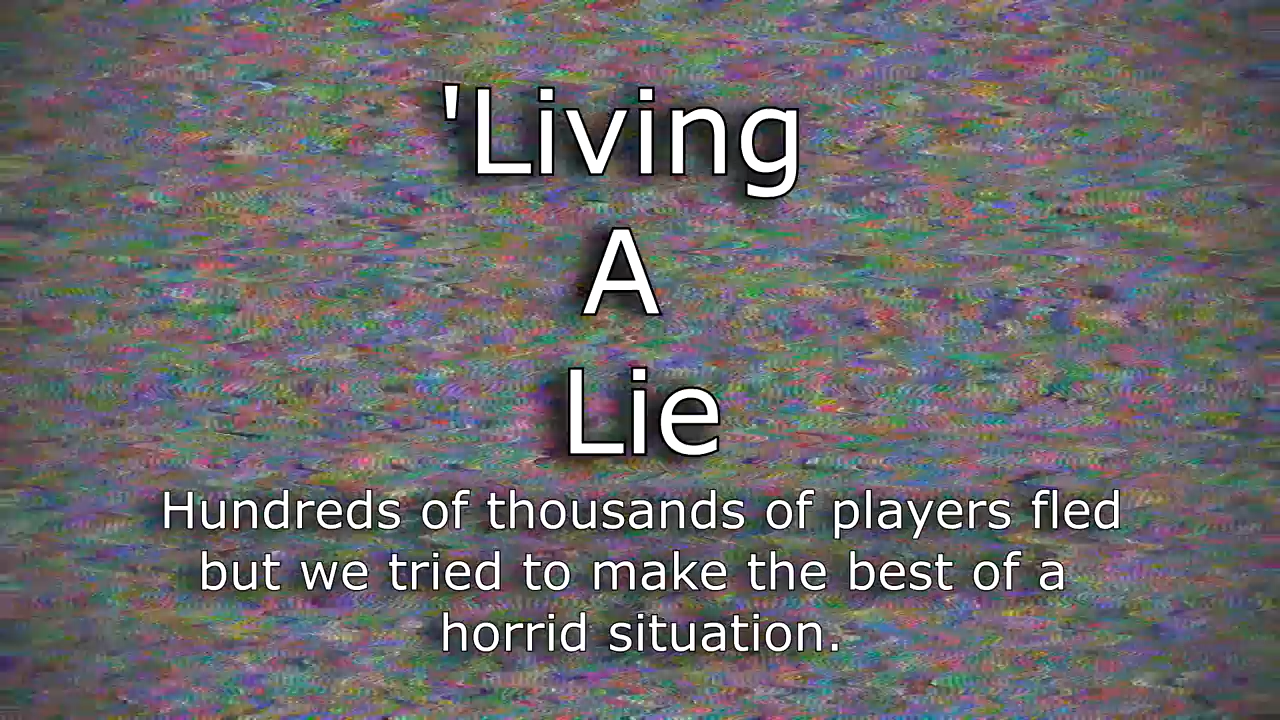 'Living
A
Lie
Hundreds of thousands of players fled
but we tried to make the best of a
horrid situation.